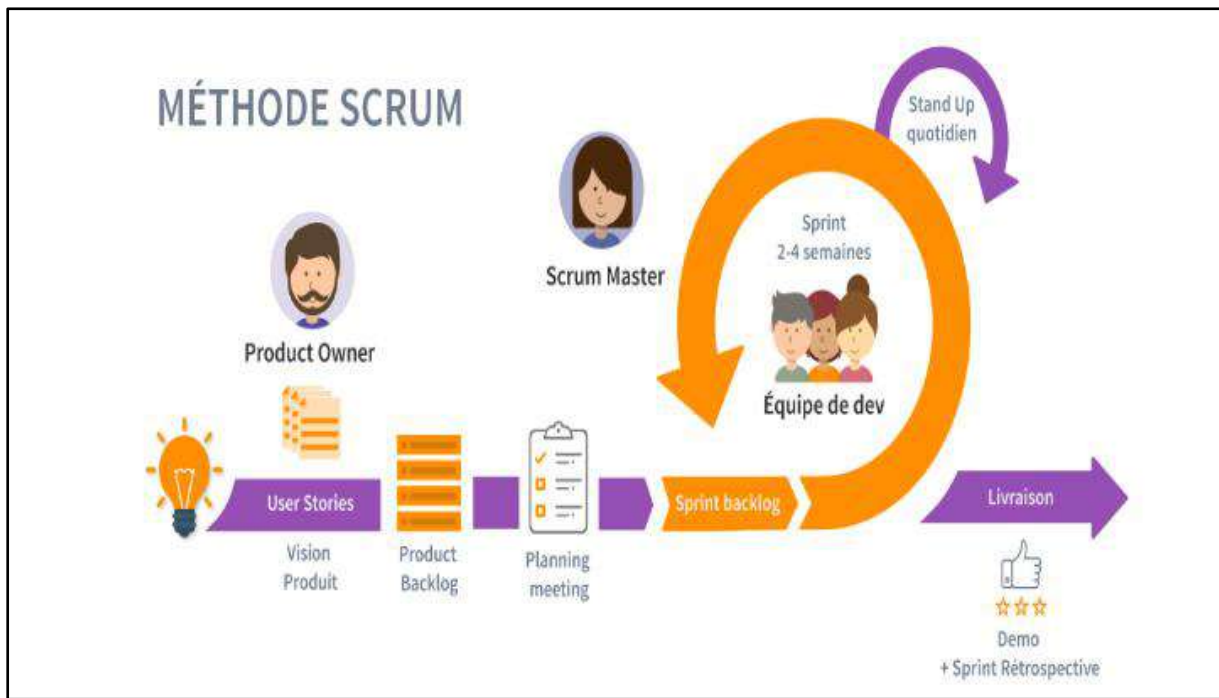 MÉTHODE SCRUM
Stand Up
quotidien
Sprint
2-4 semaines
Scrum Master
Product Owner
Équipe de dev
User Stories
Sprint backlog
Livraison
Vision
Produit
Product
Backlog
Planning
meeting
Demo
+ Sprint Rétrospective